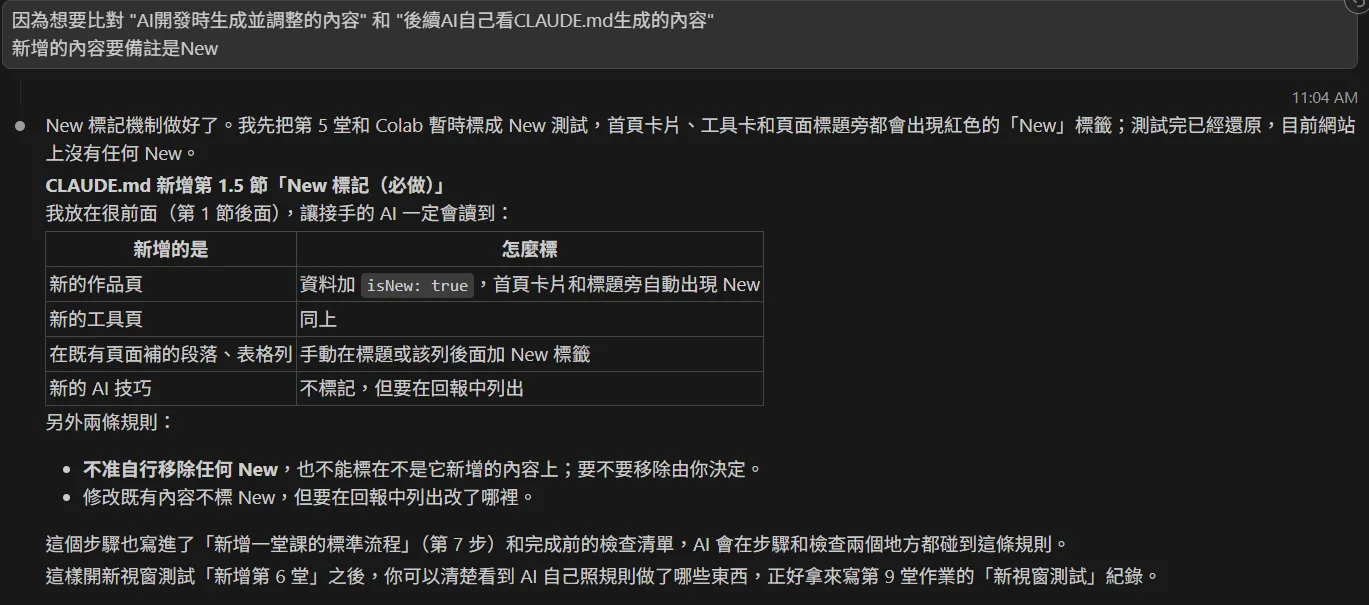 因為想要比對 "AI開發時生成並調整的內容" 和 "後續AI自己看CLAUDE.md生成的內容"
新增的內容要備註是New
11:04 AM
New 標記機制做好了。我先把第 5 堂和 Colab 暫時標成 New 測試，首頁卡片、工具卡和頁面標題旁都會出現紅色的「New」標籤；測試完已經還原，目前網站
上沒有任何 New。
CLAUDE.md 新增第 1.5 節「New 標記（必做）」
我放在很前面（第 1 節後面），讓接手的 AI 一定會讀到：
新增的是 怎麼標
新的作品頁 資料加 isNew: true，首頁卡片和標題旁自動出現 New
新的工具頁 同上
在既有頁面補的段落、表格列 手動在標題或該列後面加 New 標籤
新的 AI 技巧 不標記，但要在回報中列出
另外兩條規則：
不准自行移除任何 New，也不能標在不是它新增的內容上；要不要移除由你決定。
修改既有內容不標 New，但要在回報中列出改了哪裡。
這個步驟也寫進了「新增一堂課的標準流程」（第 7 步）和完成前的檢查清單，AI 會在步驟和檢查兩個地方都碰到這條規則。
這樣開新視窗測試「新增第 6 堂」之後，你可以清楚看到 AI 自己照規則做了哪些東西，正好拿來寫第 9 堂作業的「新視窗測試」紀錄。